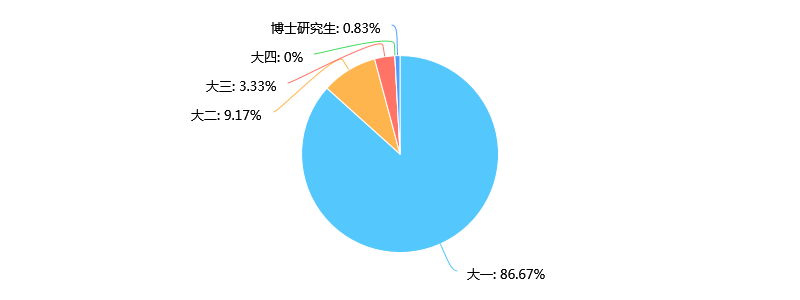 博士研究生: 0.83%
大四: 0%
大三: 3.33%
大二: 9.17%
大一: 86.67%